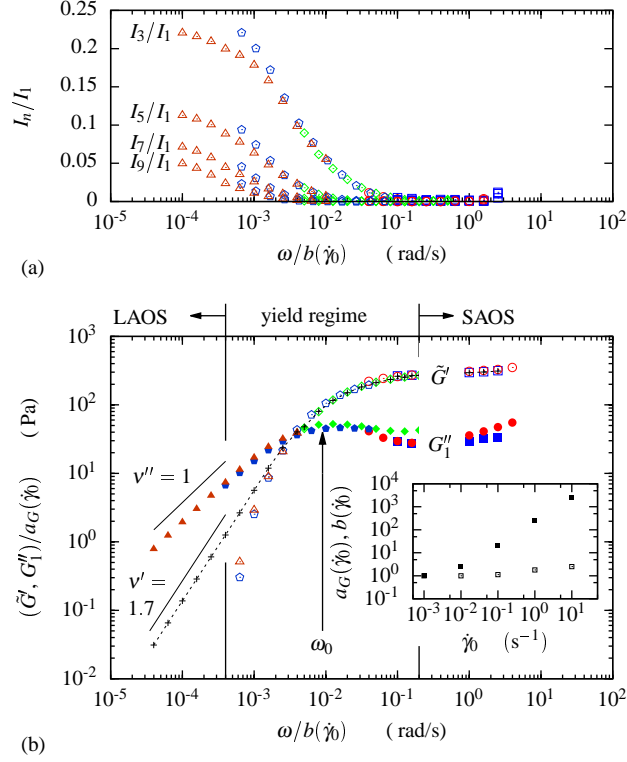 0.25
0.2
0.15
0.1
0.05
0
I_n/I_1
I_3/I_1
I_5/I_1
I_7/I_1
I_9/I_1
10^-5 10^-4 10^-3 10^-2 10^-1 10^0 10^1 10^2
ω/b(γ̇_0) ( rad/s)
(a)
LAOS yield regime SAOS
10^3
10^2
10^1
10^0
10^-1
10^-2
(G̃′, G_1″)/a_G(γ̇_0) ( Pa)
G̃′
G_1″
ν″ = 1
ν′ =
1.7
ω_0
10^4
10^3
10^2
10^1
10^0
10^-1
a_G(γ̇_0), b(γ̇_0)
10^-3 10^-2 10^-1 10^0 10^1
γ̇_0 (s^-1)
10^-5 10^-4 10^-3 10^-2 10^-1 10^0 10^1 10^2
ω/b(γ̇_0) ( rad/s)
(b)